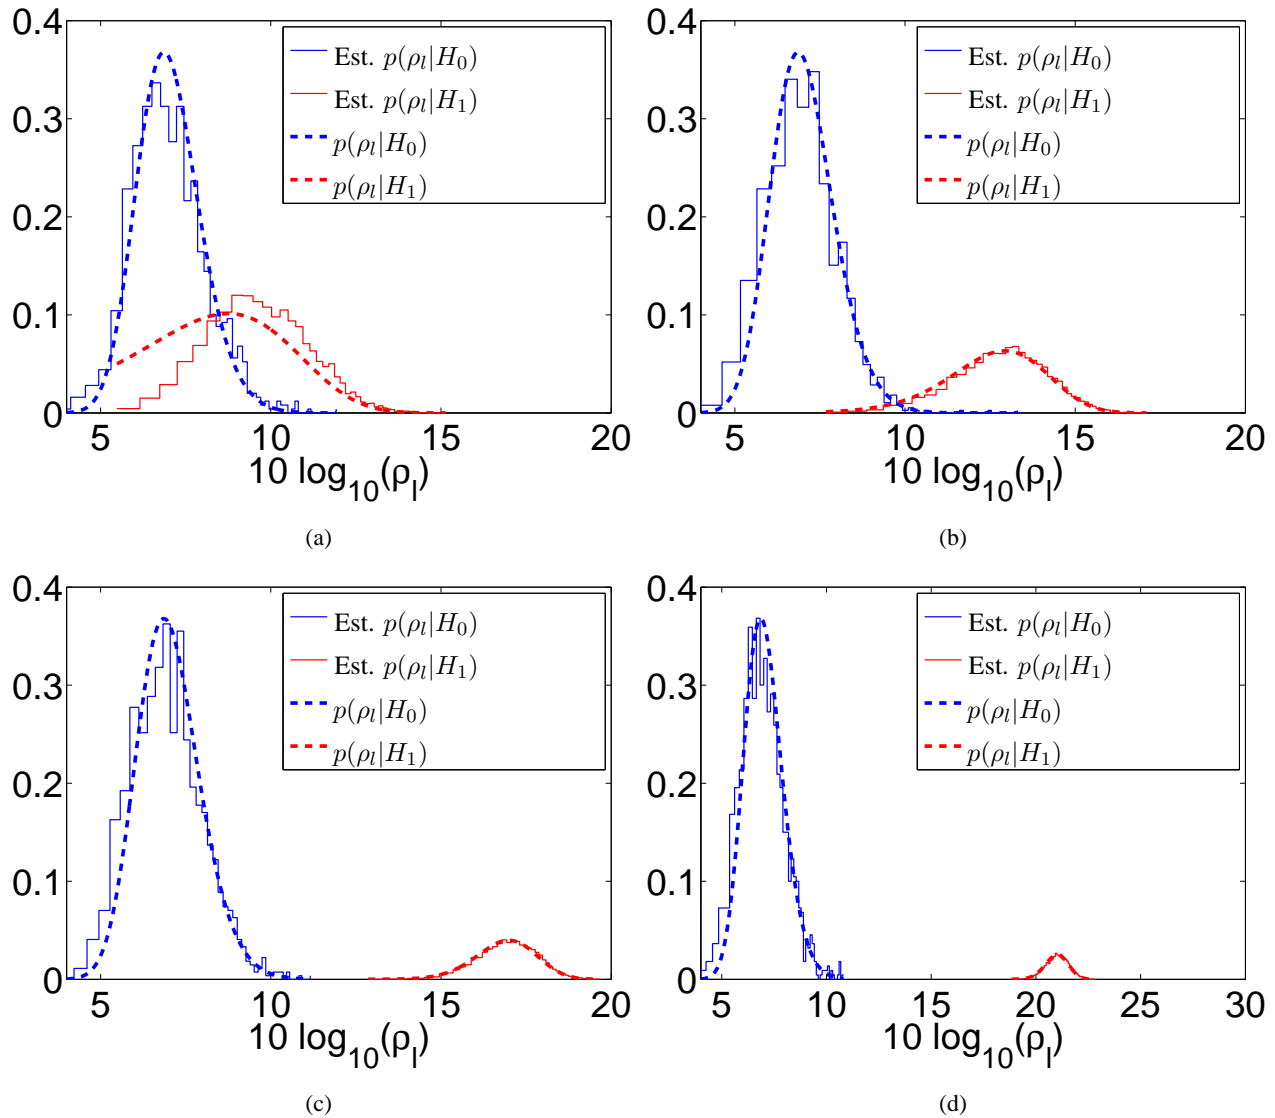 0.4
0.3
0.2
0.1
0
5
10
15
20
10 log10(ρl)
Est. p(ρl|H0)
Est. p(ρl|H1)
p(ρl|H0)
p(ρl|H1)
(a)
0.4
0.3
0.2
0.1
0
5
10
15
20
10 log10(ρl)
Est. p(ρl|H0)
Est. p(ρl|H1)
p(ρl|H0)
p(ρl|H1)
(b)
0.4
0.3
0.2
0.1
0
5
10
15
20
10 log10(ρl)
Est. p(ρl|H0)
Est. p(ρl|H1)
p(ρl|H0)
p(ρl|H1)
(c)
0.4
0.3
0.2
0.1
0
5
10
15
20
25
30
10 log10(ρl)
Est. p(ρl|H0)
Est. p(ρl|H1)
p(ρl|H0)
p(ρl|H1)
(d)